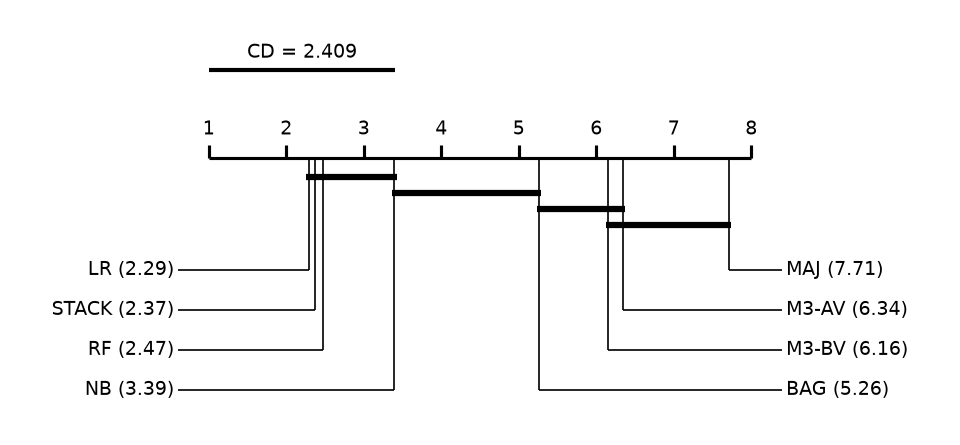 CD = 2.409
1 2 3 4 5 6 7 8
LR (2.29) MAJ (7.71)
STACK (2.37) M3-AV (6.34)
RF (2.47) M3-BV (6.16)
NB (3.39) BAG (5.26)